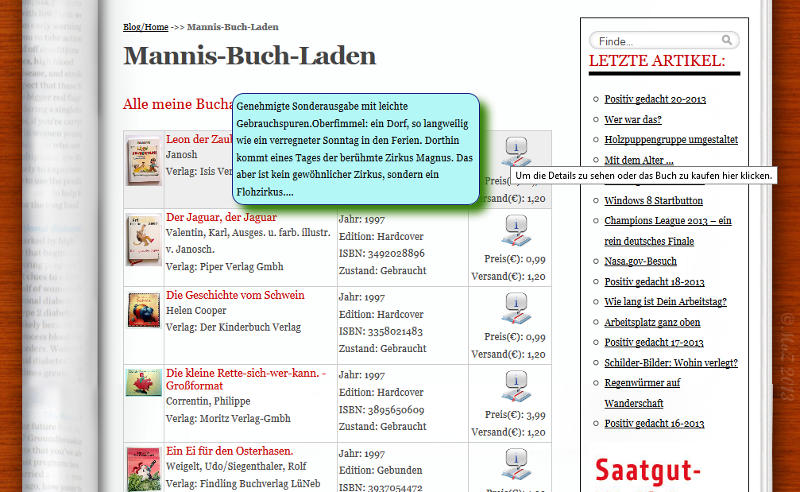 Blog/Home ->> Mannis-Buch-Laden
Mannis-Buch-Laden
Alle meine Bucha
Genehmigte Sonderausgabe mit leichte
Gebrauchspuren.Oberfimmel: ein Dorf, so langweilig
wie ein verregneter Sonntag in den Ferien. Dorthin
kommt eines Tages der berühmte Zirkus Magnus. Das
aber ist kein gewöhnlicher Zirkus, sondern ein
Flohzirkus....
Leon der Zaub
Janosh
Verlag: Isis Ver
Preis(€):
Versand(€): 1,20
Um die Details zu sehen oder das Buch zu kaufen hier klicken.
Der Jaguar, der Jaguar
Valentin, Karl, Ausges. u. farb. illustr.
v. Janosch.
Verlag: Piper Verlag Gmbh
Jahr: 1997
Edition: Hardcover
ISBN: 3492028896
Zustand: Gebraucht
Preis(€): 0,99
Versand(€): 1,20
Die Geschichte vom Schwein
Helen Cooper
Verlag: Der Kinderbuch Verlag
Jahr: 1997
Edition: Hardcover
ISBN: 3358021483
Zustand: Gebraucht
Preis(€): 0,99
Versand(€): 1,20
Die kleine Rette-sich-wer-kann. -
Großformat
Correntin, Philippe
Verlag: Moritz Verlag-Gmbh
Jahr: 1997
Edition: Hardcover
ISBN: 3895650609
Zustand: Gebraucht
Preis(€): 3,99
Versand(€): 1,20
Ein Ei für den Osterhasen.
Weigelt, Udo/Siegenthaler, Rolf
Verlag: Findling Buchverlag LüNeb
Jahr: 1997
Edition: Gebunden
ISBN: 3937054472
Finde...
LETZTE ARTIKEL:
Positiv gedacht 20-2013
Wer war das?
Holzpuppengruppe umgestaltet
Mit dem Alter ...
Windows 8 Startbutton
Champions League 2013 – ein
rein deutsches Finale
Nasa.gov-Besuch
Positiv gedacht 18-2013
Wie lang ist Dein Arbeitstag?
Arbeitsplatz ganz oben
Positiv gedacht 17-2013
Schilder-Bilder: Wohin verlegt?
Regenwürmer auf
Wanderschaft
Positiv gedacht 16-2013
Saatgut-